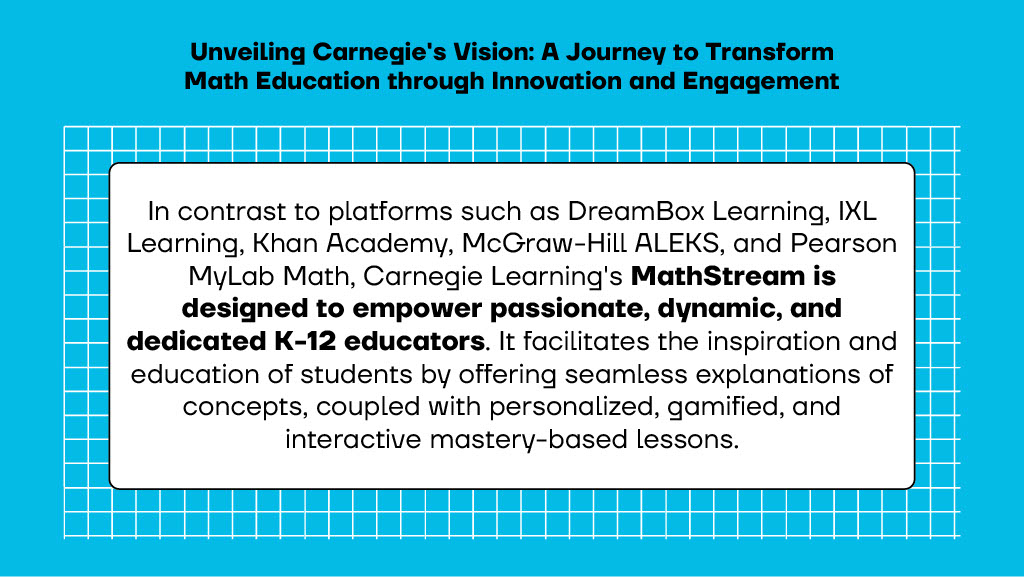 Unveiling Carnegie's Vision: A Journey to Transform
Math Education through Innovation and Engagement
In contrast to platforms such as DreamBox Learning, IXL
Learning, Khan Academy, McGraw-Hill ALEKS, and Pearson
MyLab Math, Carnegie Learning's MathStream is
designed to empower passionate, dynamic, and
dedicated K-12 educators. It facilitates the inspiration and
education of students by offering seamless explanations of
concepts, coupled with personalized, gamified, and
interactive mastery-based lessons.